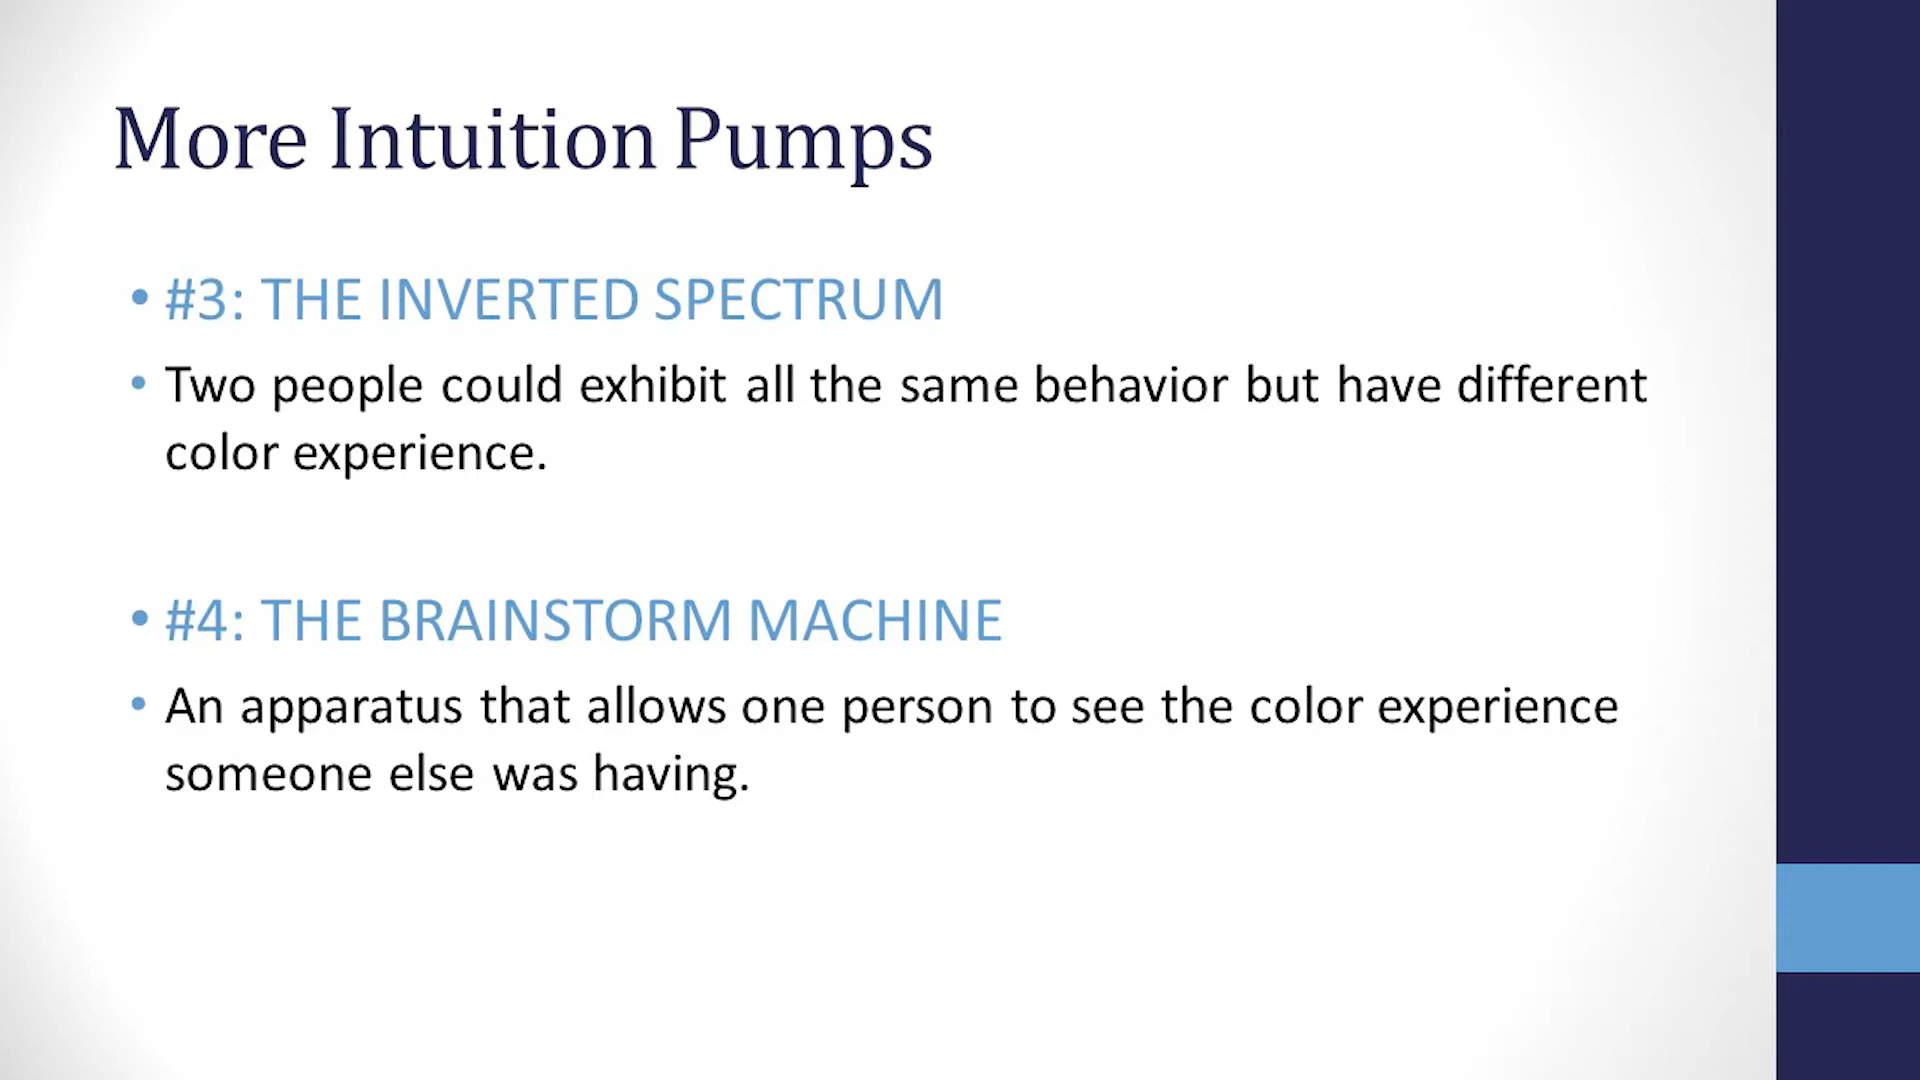 More Intuition Pumps
• #3: THE INVERTED SPECTRUM
• Two people could exhibit all the same behavior but have different
color experience.
• #4: THE BRAINSTORM MACHINE
• An apparatus that allows one person to see the color experience
someone else was having.